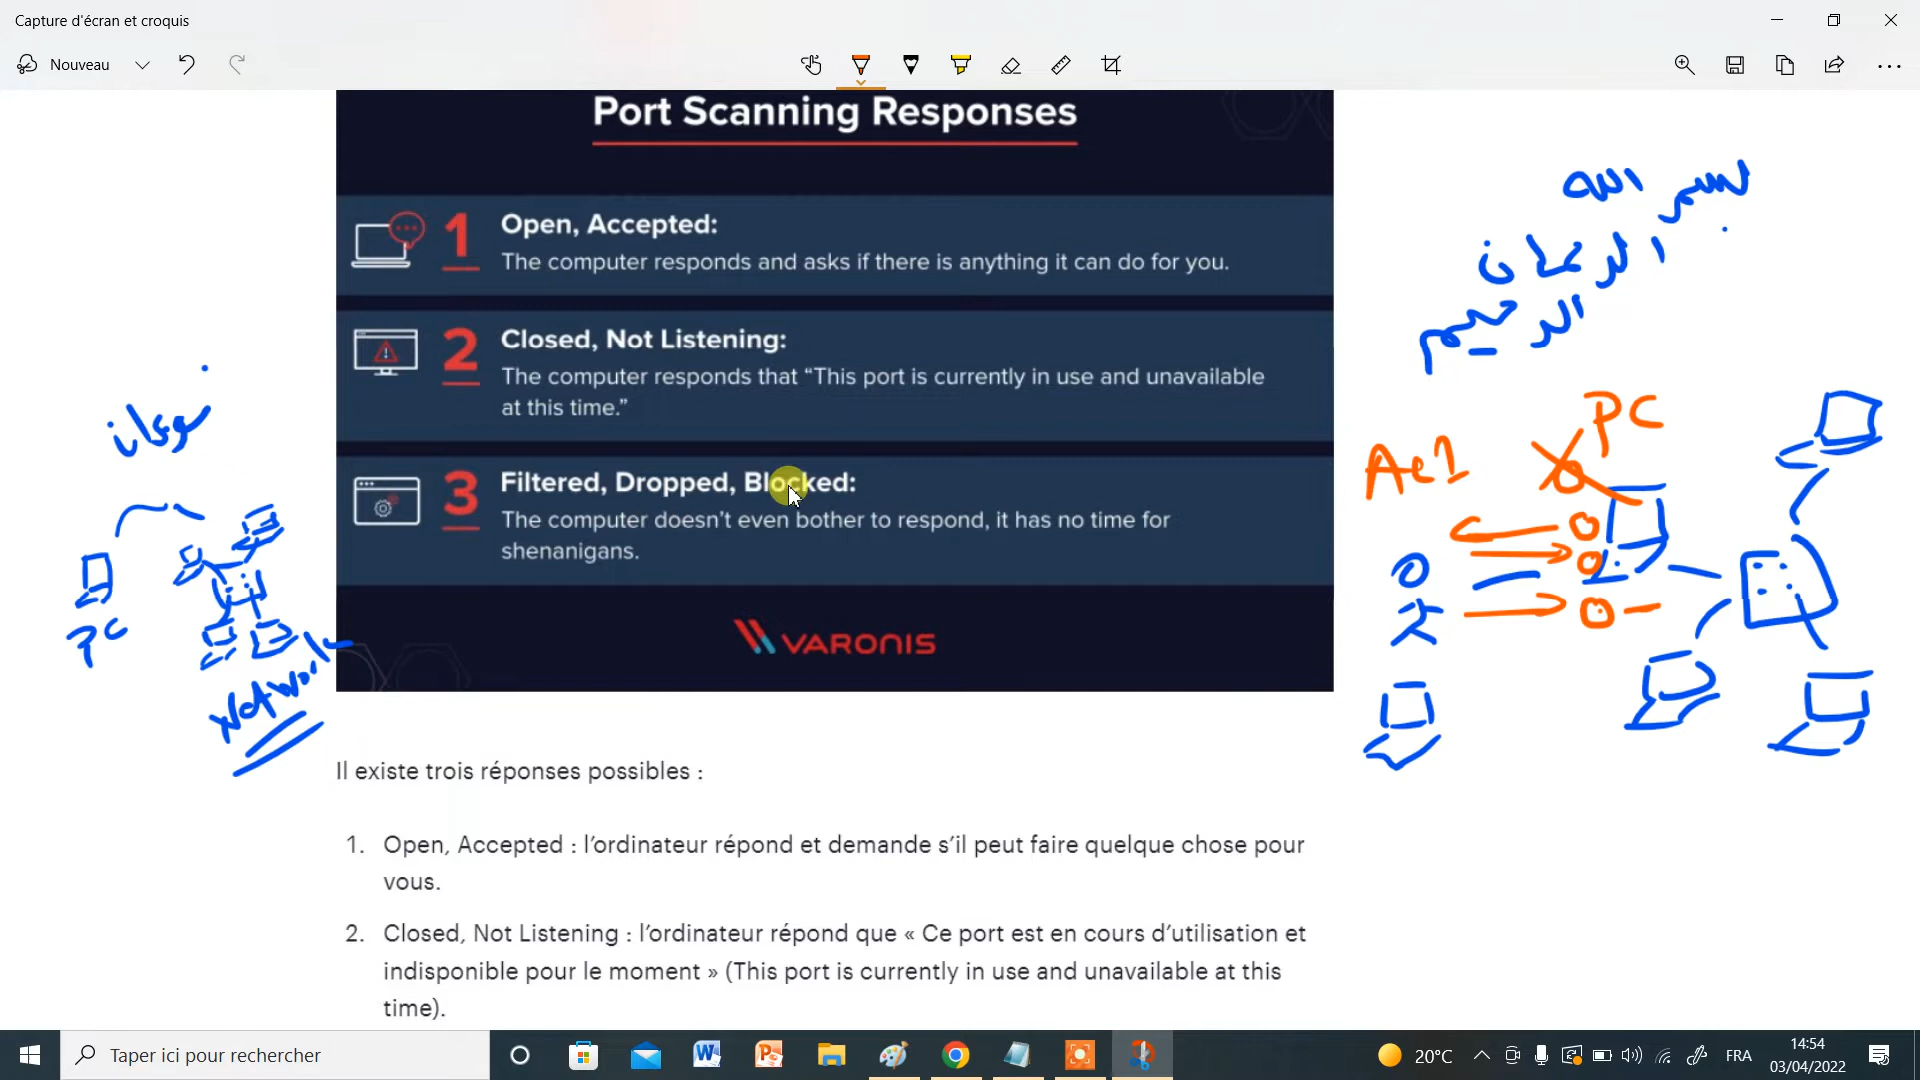 Capture d'écran et croquis
Nouveau
Port Scanning Responses
1 Open, Accepted:
The computer responds and asks if there is anything it can do for you.
2 Closed, Not Listening:
The computer responds that “This port is currently in use and unavailable
at this time.”
3 Filtered, Dropped, Blocked:
The computer doesn’t even bother to respond, it has no time for
shenanigans.
VARONIS
بسم الله
الرحمان
الرحيم
PC
PC
Network
Il existe trois réponses possibles :
1. Open, Accepted : l’ordinateur répond et demande s’il peut faire quelque chose pour
vous.
2. Closed, Not Listening : l’ordinateur répond que « Ce port est en cours d’utilisation et
indisponible pour le moment » (This port is currently in use and unavailable at this
time).
Taper ici pour rechercher
20°C
FRA
14:54
03/04/2022